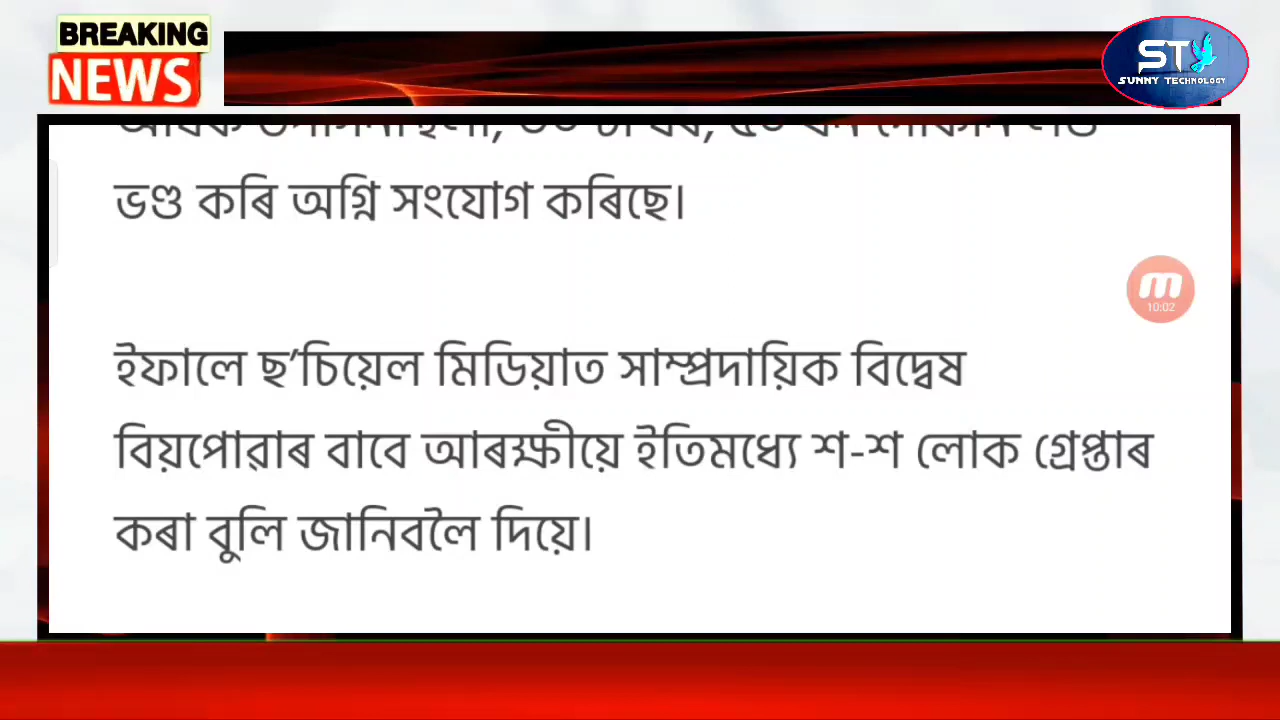 BREAKING
NEWS
ST
SUNNY TECHNOLOGY
ভণ্ড কৰি অগ্নি সংযোগ কৰিছে।
10:02
ইফালে ছ’চিয়েল মিডিয়াত সাম্প্ৰদায়িক বিদ্বেষ
বিয়পোৱাৰ বাবে আৰক্ষীয়ে ইতিমধ্যে শ-শ লোক গ্ৰেপ্তাৰ
কৰা বুলি জানিবলৈ দিয়ে।